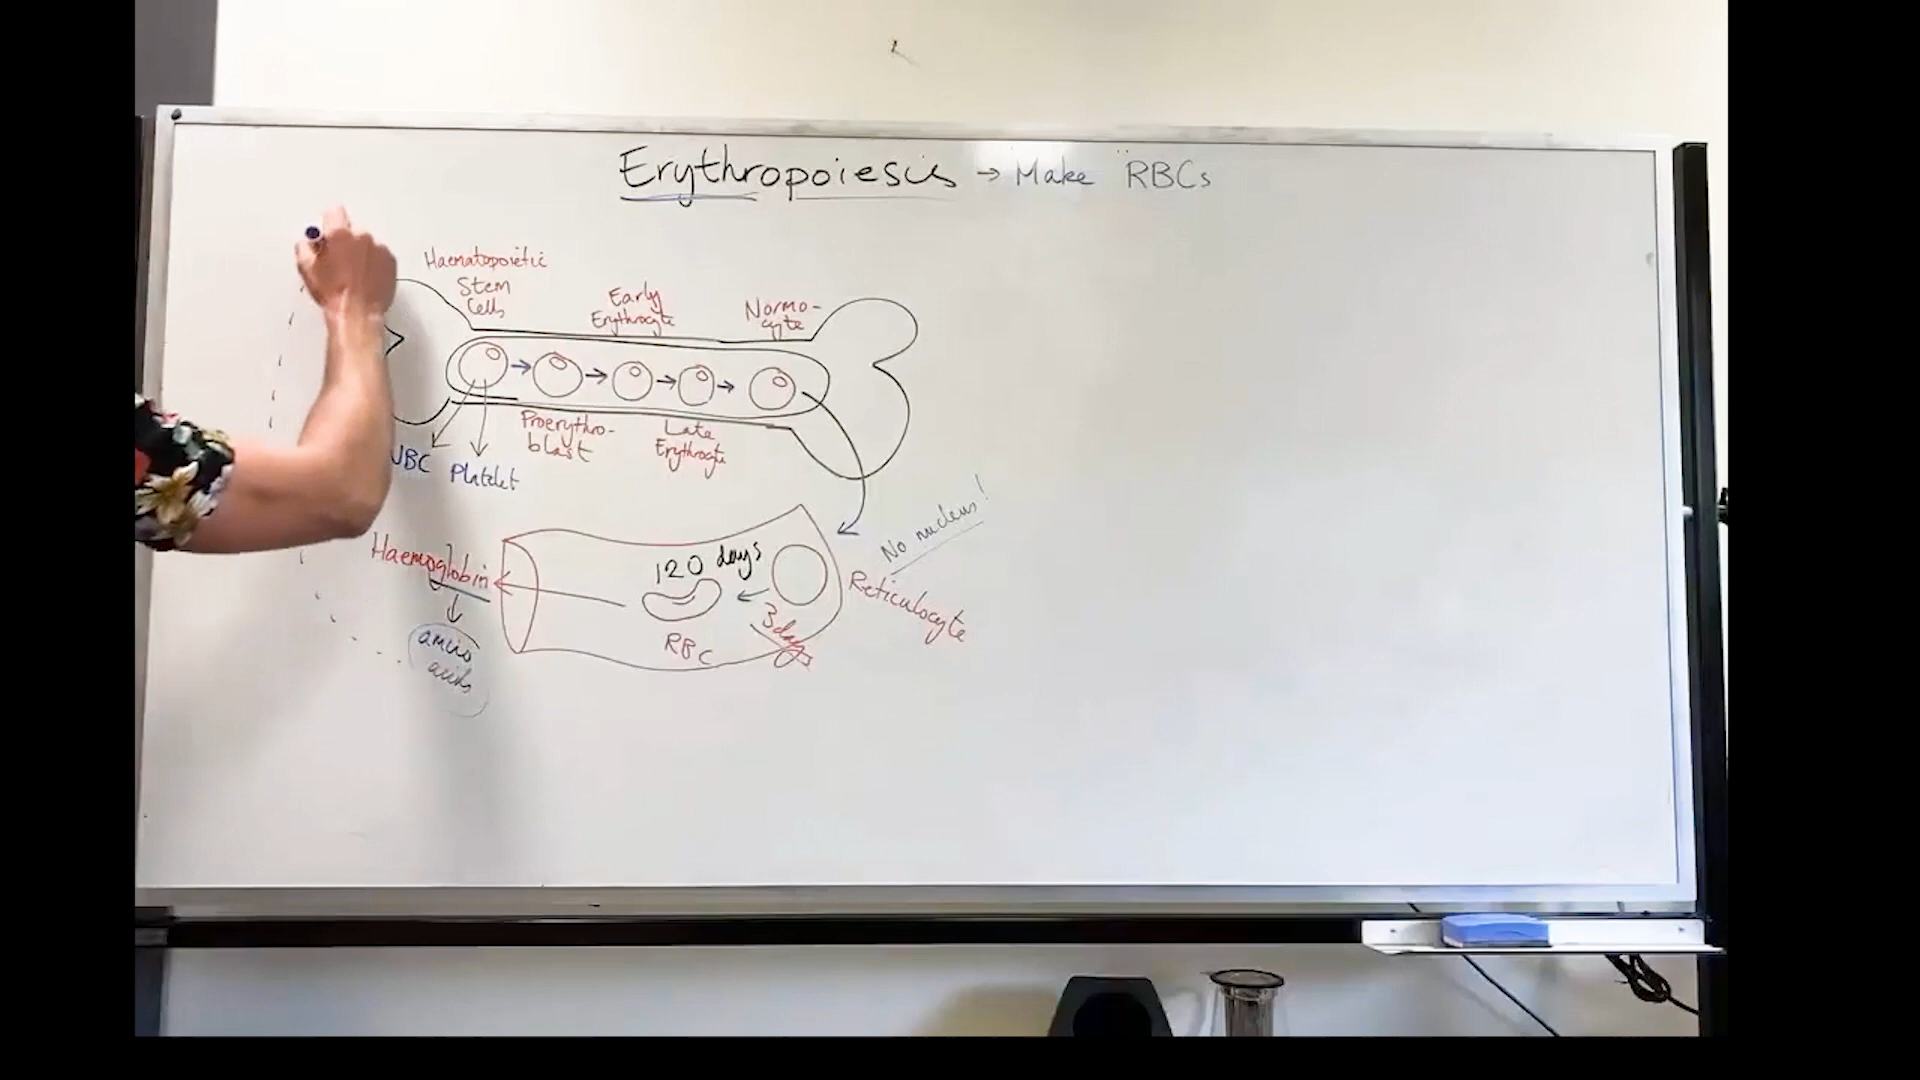 Erythropoiesis → Make RBCs
Haematopoietic
Stem
Cells
Early
Erythrocyte
Normo-
cyte
Proerythro-
blast
Late
Erythrocyte
Platelet
No nucleus!
Haemoglobin
120 days
Reticulocyte
3 days
RBC
amino
acids